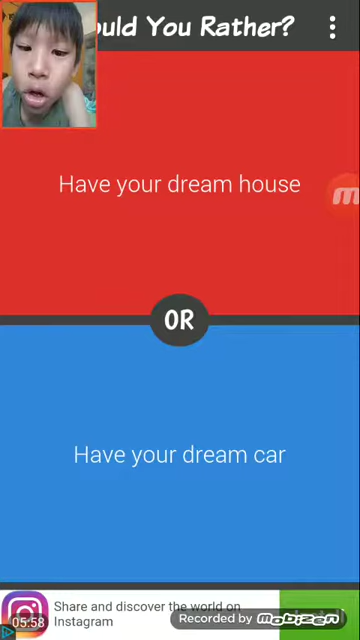 ould You Rather?
Have your dream house
OR
Have your dream car
Share and discover the world on
Instagram
05:58
Recorded by Mobizen